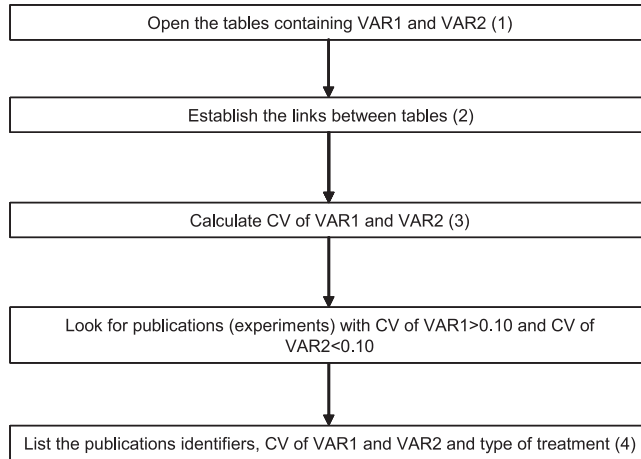 Open the tables containing VAR1 and VAR2 (1)
Establish the links between tables (2)
Calculate CV of VAR1 and VAR2 (3)
Look for publications (experiments) with CV of VAR1>0.10 and CV of
VAR2<0.10
List the publications identifiers, CV of VAR1 and VAR2 and type of treatment (4)